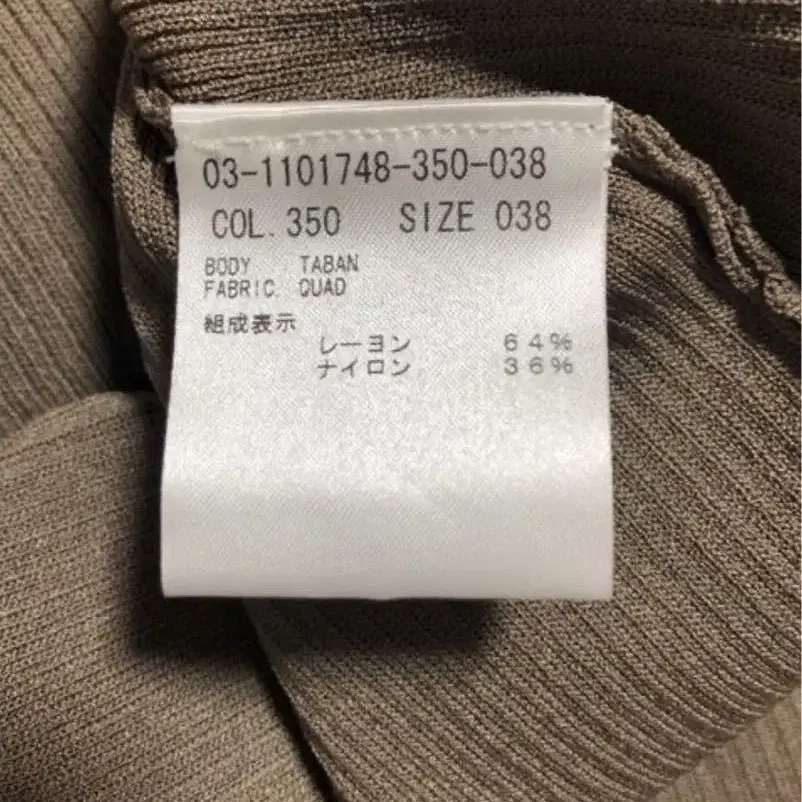 03-1101748-350-038
COL. 350 SIZE 038
BODY . TABAN
FABRIC. QUAD
組成表示
レーヨン 64%
ナイロン 36%